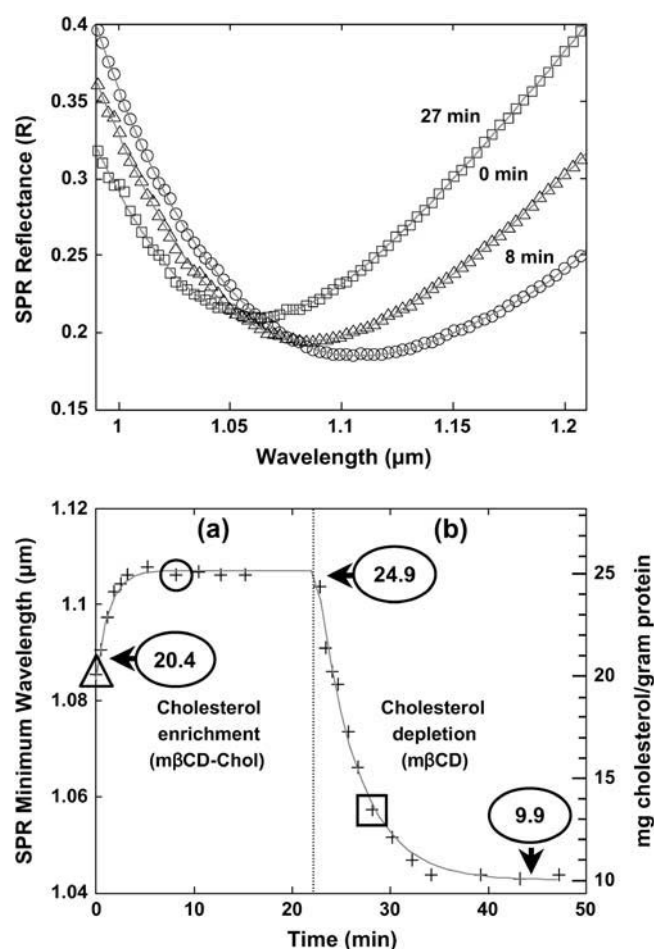 0.4
0.35
0.3
0.25
0.2
0.15
SPR Reflectance (R)
27 min
0 min
8 min
1
1.05
1.1
1.15
1.2
Wavelength (µm)
1.12
1.1
1.08
1.06
1.04
SPR Minimum Wavelength (µm)
(a)
(b)
24.9
20.4
Cholesterol
enrichment
(mβCD-Chol)
Cholesterol
depletion
(mβCD)
9.9
25
20
15
10
mg cholesterol/gram protein
0
10
20
30
40
50
Time (min)